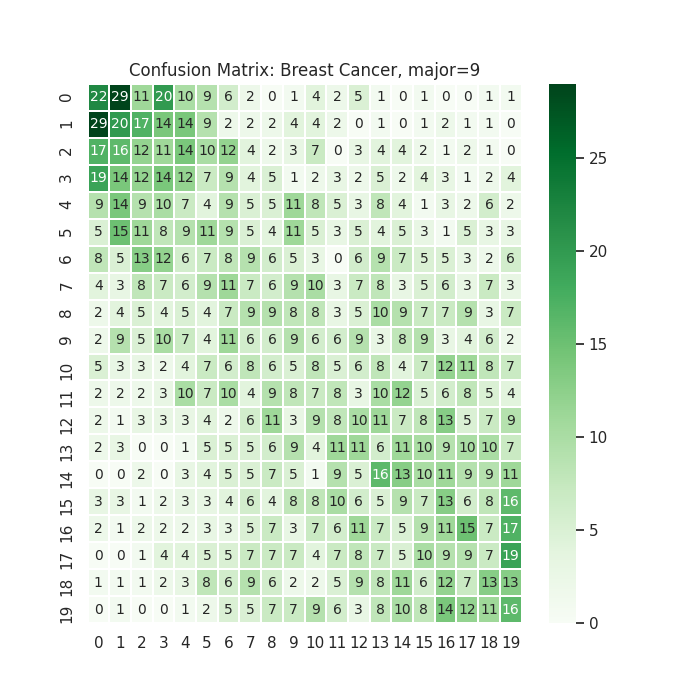 Confusion Matrix: Breast Cancer, major=9
0 22 29 11 20 10 9 6 2 0 1 4 2 5 1 0 1 0 0 1 1
1 29 20 17 14 14 9 2 2 2 4 4 2 0 1 0 1 2 1 1 0
2 17 16 12 11 14 10 12 4 2 3 7 0 3 4 4 2 1 2 1 0
3 19 14 12 14 12 7 9 4 5 1 2 3 2 5 2 4 3 1 2 4
4 9 14 9 10 7 4 9 5 5 11 8 5 3 8 4 1 3 2 6 2
5 5 15 11 8 9 11 9 5 4 11 5 3 5 4 5 3 1 5 3 3
6 8 5 13 12 6 7 8 9 6 5 3 0 6 9 7 5 5 3 2 6
7 4 3 8 7 6 9 11 7 6 9 10 3 7 8 3 5 6 3 7 3
8 2 4 5 4 5 4 7 9 9 8 8 3 5 10 9 7 7 9 3 7
9 2 9 5 10 7 4 11 6 6 9 6 6 9 3 8 9 3 4 6 2
10 5 3 3 2 4 7 6 8 6 5 8 5 6 8 4 7 12 11 8 7
11 2 2 2 3 10 7 10 4 9 8 7 8 3 10 12 5 6 8 5 4
12 2 1 3 3 3 4 2 6 11 3 9 8 10 11 7 8 13 5 7 9
13 2 3 0 0 1 5 5 5 6 9 4 11 11 6 11 10 9 10 10 7
14 0 0 2 0 3 4 5 5 7 5 1 9 5 16 13 10 11 9 9 11
15 3 3 1 2 3 3 4 6 4 8 8 10 6 5 9 7 13 6 8 16
16 2 1 2 2 2 3 3 5 7 3 7 6 11 7 5 9 11 15 7 17
17 0 0 1 4 4 5 5 7 7 7 4 7 8 7 5 10 9 9 7 19
18 1 1 1 2 3 8 6 9 6 2 2 5 9 8 11 6 12 7 13 13
19 0 1 0 0 1 2 5 5 7 7 9 6 3 8 10 8 14 12 11 16
0 1 2 3 4 5 6 7 8 9 10 11 12 13 14 15 16 17 18 19
25
20
15
10
5
0